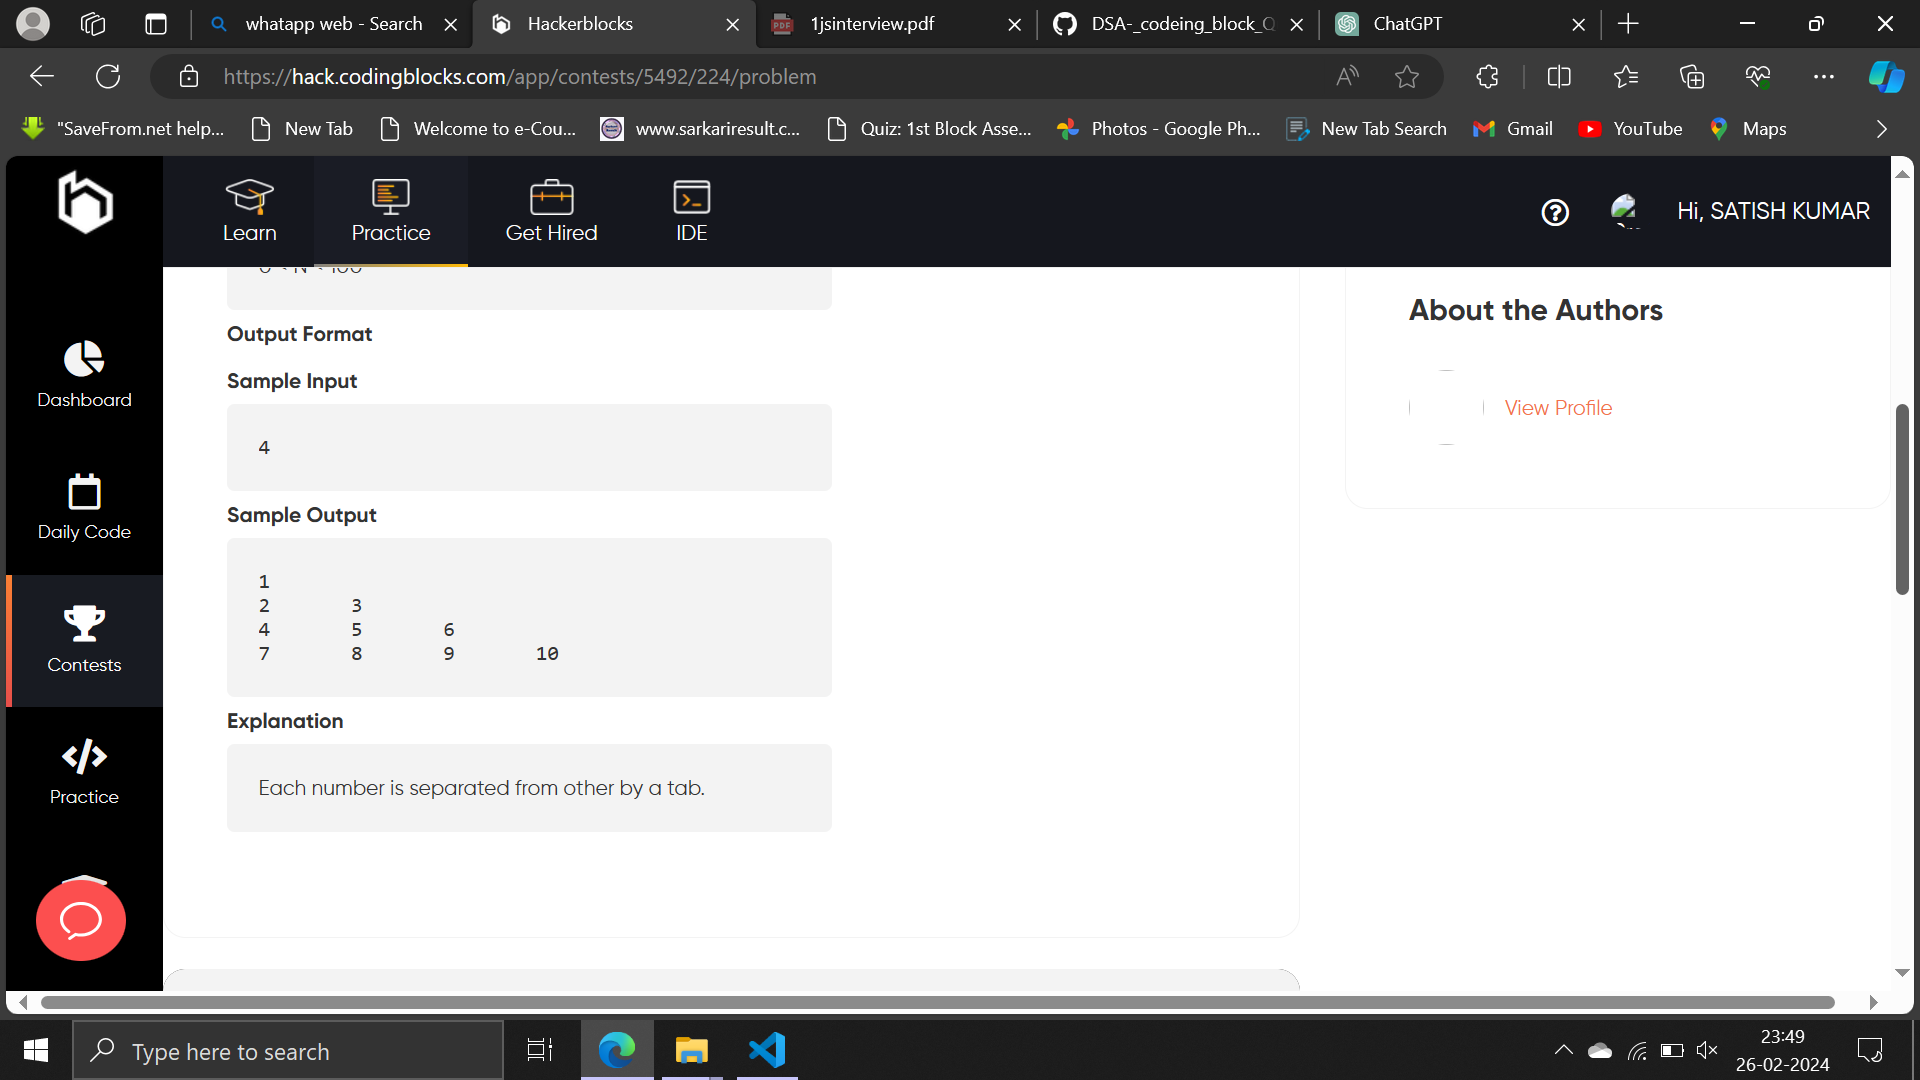 whatapp web - Search
Hackerblocks
1jsinterview.pdf
DSA-_codeing_block_Q
ChatGPT
https://hack.codingblocks.com/app/contests/5492/224/problem
"SaveFrom.net help...
New Tab
Welcome to e-Cou...
www.sarkariresult.c...
Quiz: 1st Block Asse...
Photos - Google Ph...
New Tab Search
Gmail
YouTube
Maps
Learn
Practice
Get Hired
IDE
Hi, SATISH KUMAR
Dashboard
Daily Code
Contests
Practice
Output Format
Sample Input
4
Sample Output
1
2 3
4 5 6
7 8 9 10
Explanation
Each number is separated from other by a tab.
About the Authors
View Profile
Type here to search
23:49
26-02-2024